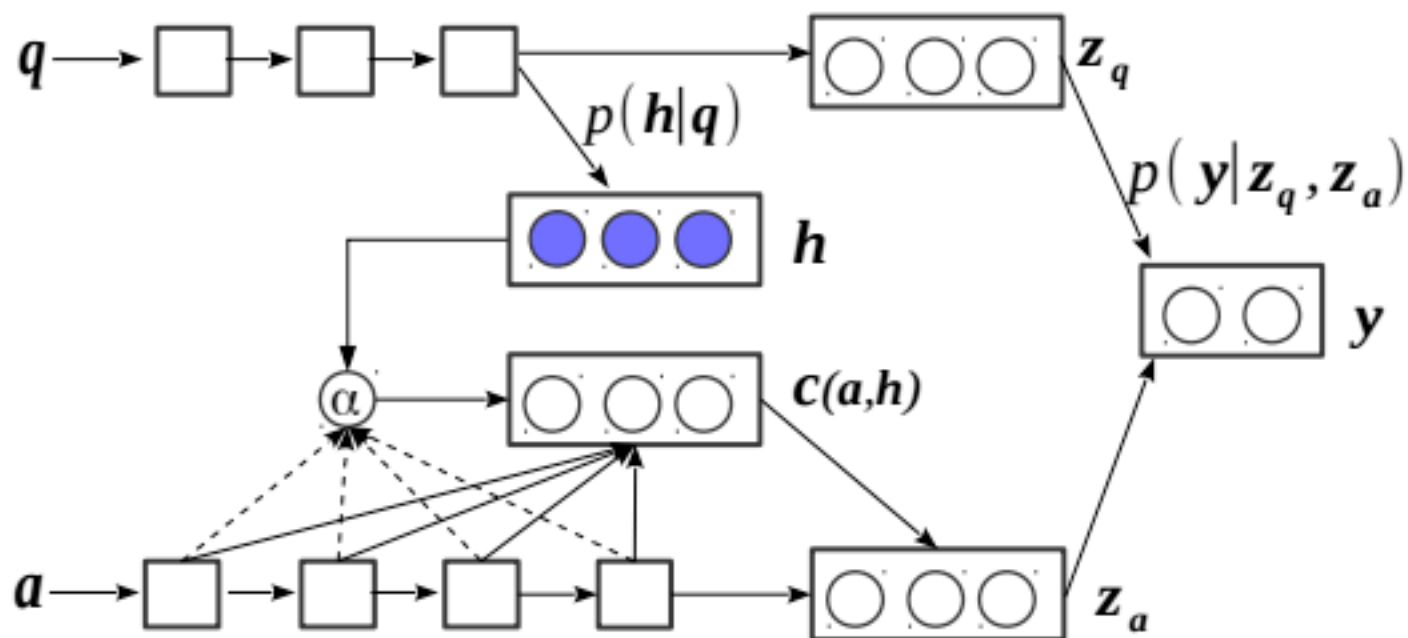 q
z_q
p(h|q)
p(y|z_q, z_a)
h
y
α
c(a,h)
a
z_a